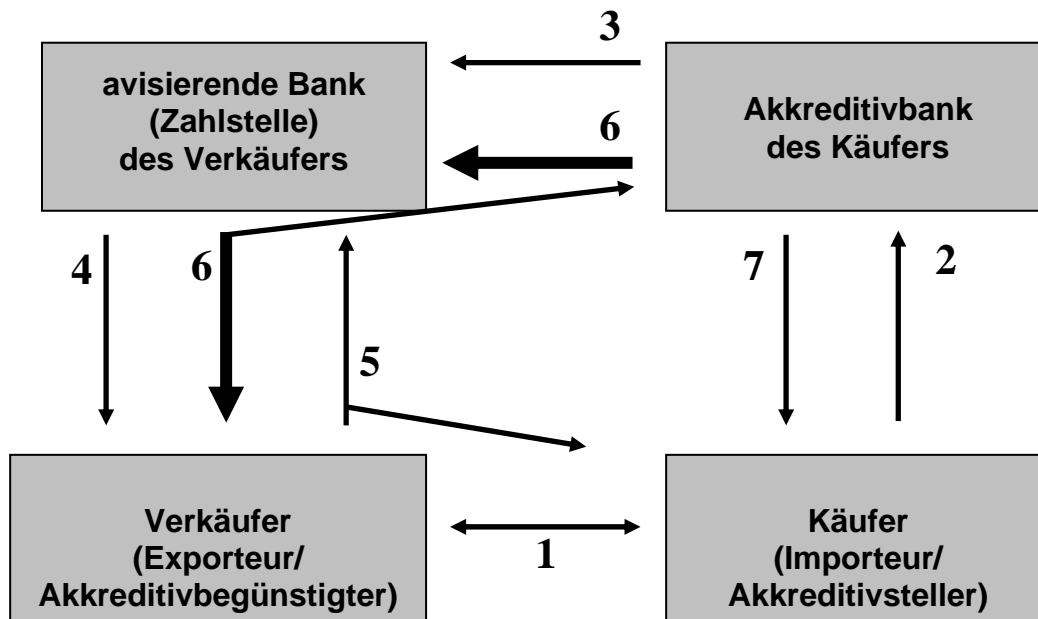 3
avisierende Bank
(Zahlstelle)
des Verkäufers
Akkreditivbank
des Käufers
6
4
6
7
2
5
Verkäufer
(Exporteur/
Akkreditivbegünstigter)
1
Käufer
(Importeur/
Akkreditivsteller)